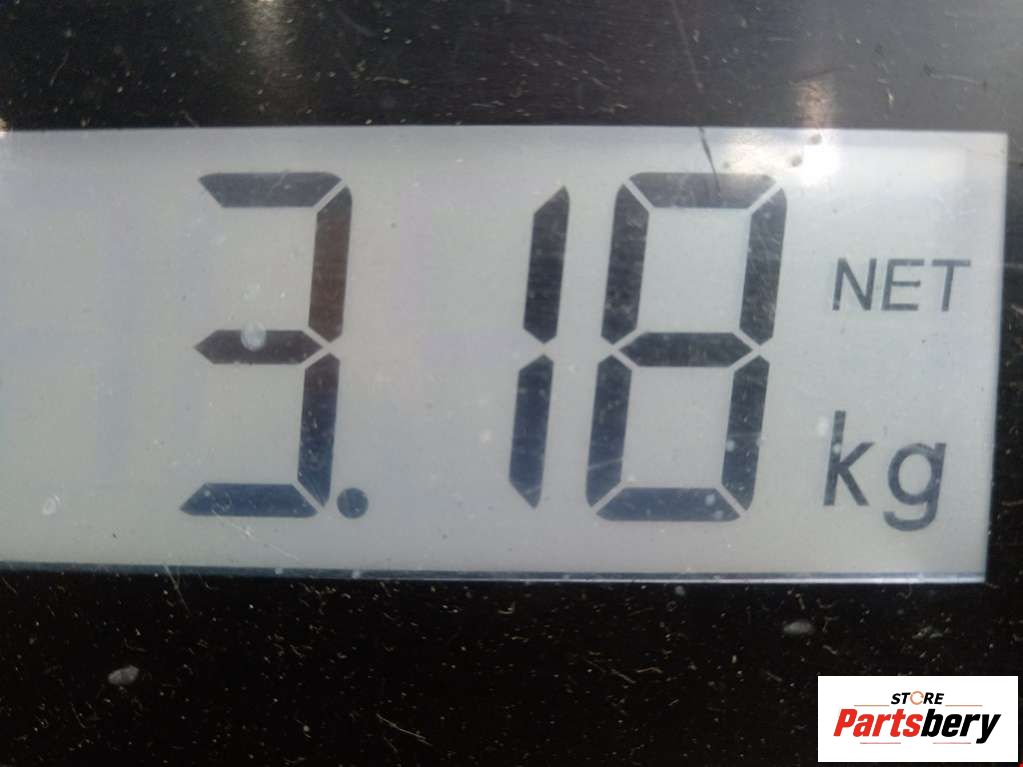 3.18 NET
kg
STORE
Partsbery